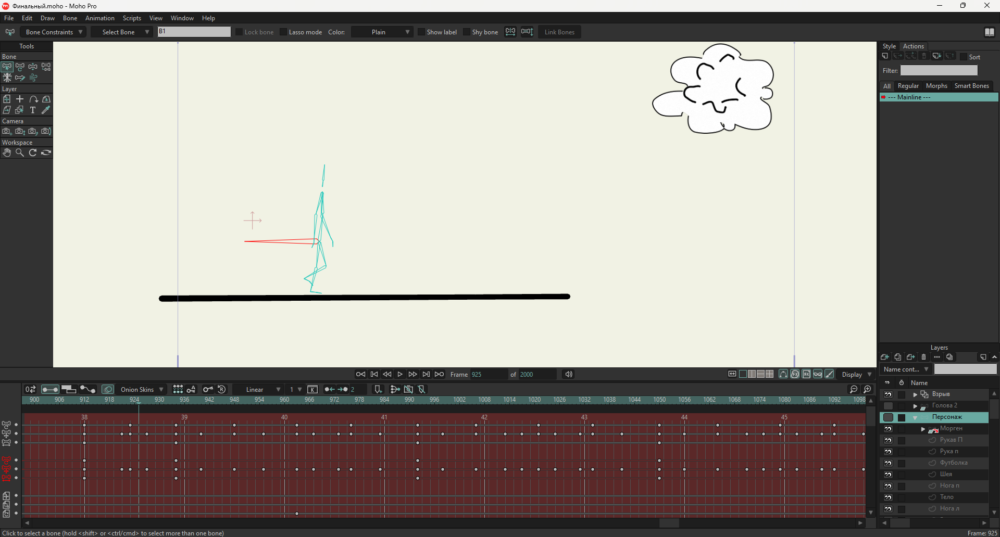 Финальный.moho - Moho Pro
File Edit Draw Bone Animation Scripts View Window Help
Bone Constraints Select Bone B1 Lock bone Lasso mode Color: Plain Show label Shy bone Link Bones
Tools
Bone
Layer
Camera
Workspace
Style Actions
Sort
Filter:
All Regular Morphs Smart Bones
--- Mainline ---
Layers
Name cont...
Name
Взрыв
Голова 2
Персонаж
Морген
Рукав П
Рука п
Футболка
Шея
Нога п
Тело
Нога л
Frame 925 of 2000 Display
Onion Skins Linear 1 2
900 906 912 918 924 930 936 942 948 954 960 966 972 978 984 990 996 1002 1008 1014 1020 1026 1032 1038 1044 1050 1056 1062 1068 1074 1080 1086 1092 1098
38 39 40 41 42 43 44 45
Click to select a bone (hold <shift> or <ctrl/cmd> to select more than one bone)
Frame: 925